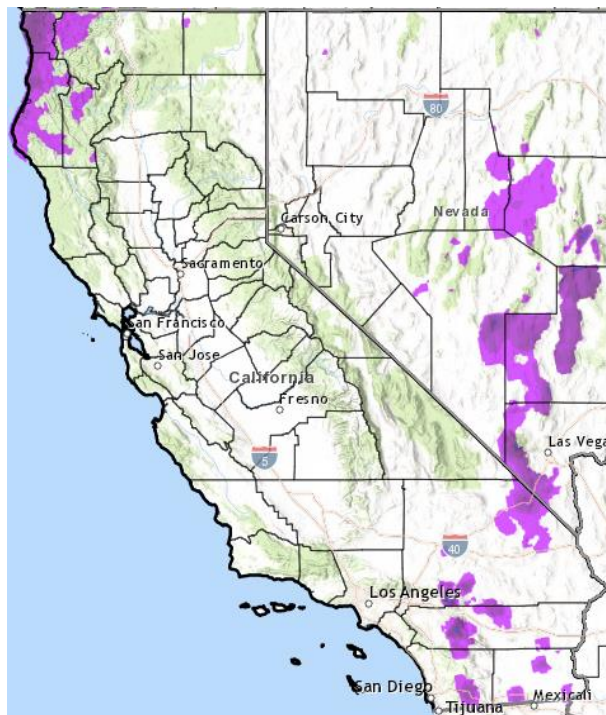 80
Nevada
Carson City
Sacramento
San Francisco
San Jose
California
Fresno
Las Vega
5
40
Los Angeles
San Diego
Mexicali
Tijuana